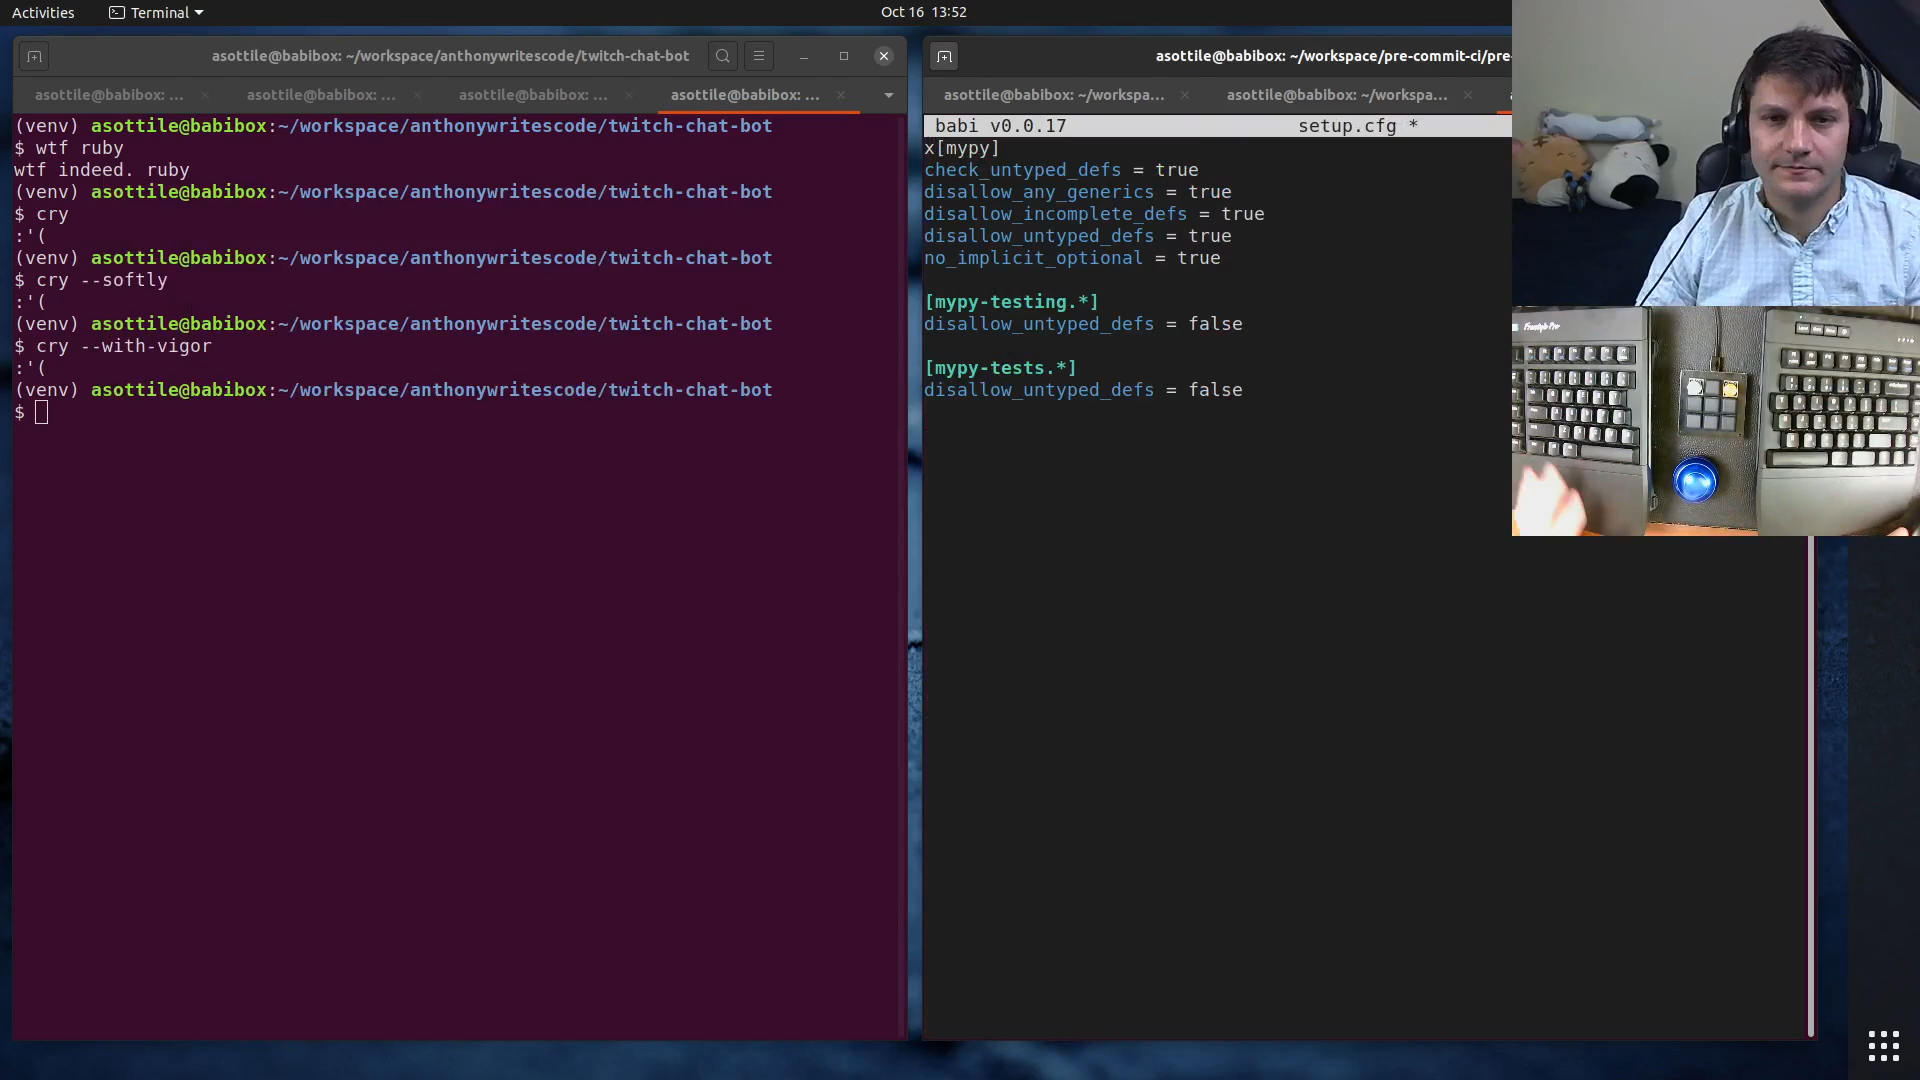 Activities
Terminal
Oct 16 13:52
asottile@babibox: ~/workspace/anthonywritescode/twitch-chat-bot
asottile@babibox: ...
asottile@babibox: ...
asottile@babibox: ...
asottile@babibox: ...
(venv) asottile@babibox:~/workspace/anthonywritescode/twitch-chat-bot
$ wtf ruby
wtf indeed. ruby
(venv) asottile@babibox:~/workspace/anthonywritescode/twitch-chat-bot
$ cry
:'(
(venv) asottile@babibox:~/workspace/anthonywritescode/twitch-chat-bot
$ cry --softly
:'(
(venv) asottile@babibox:~/workspace/anthonywritescode/twitch-chat-bot
$ cry --with-vigor
:'(
(venv) asottile@babibox:~/workspace/anthonywritescode/twitch-chat-bot
$
asottile@babibox: ~/workspace/pre-commit-ci/pre
asottile@babibox: ~/workspa...
asottile@babibox: ~/workspa...
babi v0.0.17 setup.cfg *
x[mypy]
check_untyped_defs = true
disallow_any_generics = true
disallow_incomplete_defs = true
disallow_untyped_defs = true
no_implicit_optional = true
[mypy-testing.*]
disallow_untyped_defs = false
[mypy-tests.*]
disallow_untyped_defs = false
Freestyle Pro